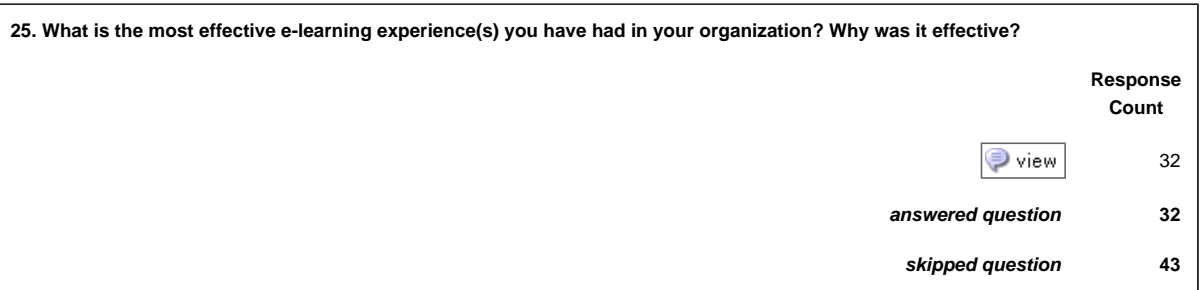 25. What is the most effective e-learning experience(s) you have had in your organization? Why was it effective?
Response
Count
view 32
answered question 32
skipped question 43